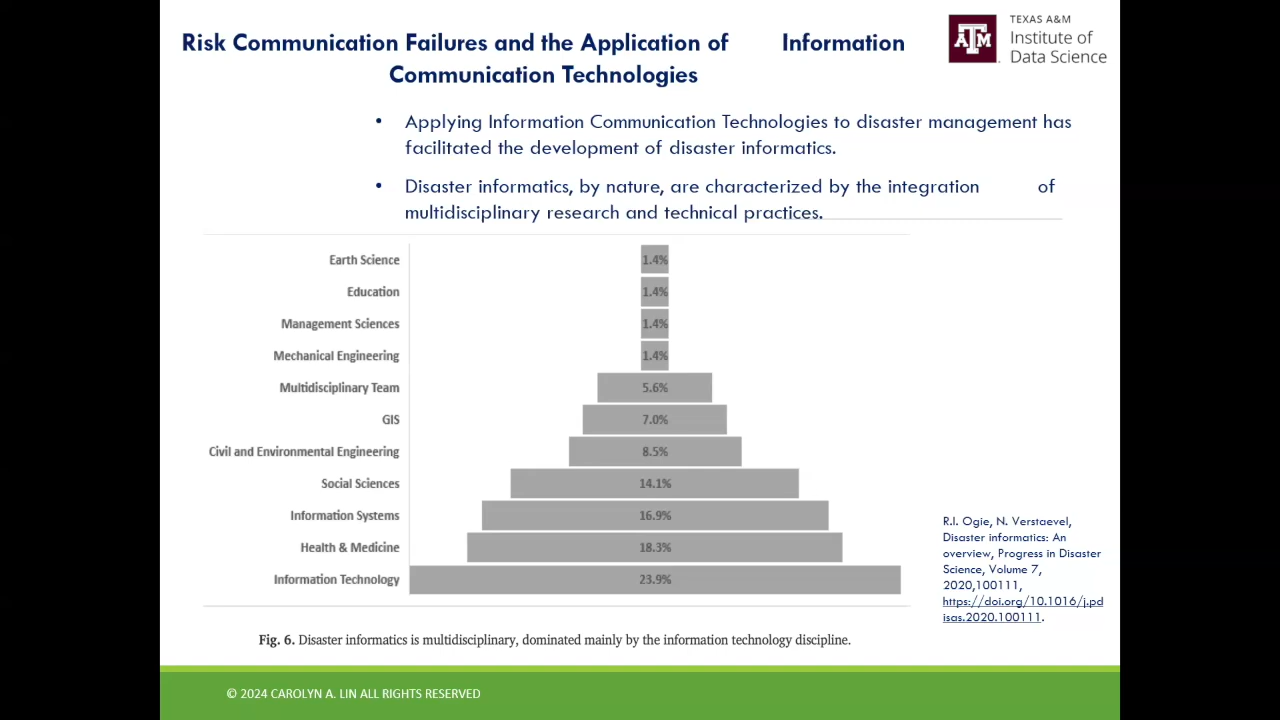 Risk Communication Failures and the Application of Information
Communication Technologies
TEXAS A&M
Institute of
Data Science
ATM
• Applying Information Communication Technologies to disaster management has
facilitated the development of disaster informatics.
• Disaster informatics, by nature, are characterized by the integration of
multidisciplinary research and technical practices.
Earth Science 1.4%
Education 1.4%
Management Sciences 1.4%
Mechanical Engineering 1.4%
Multidisciplinary Team 5.6%
GIS 7.0%
Civil and Environmental Engineering 8.5%
Social Sciences 14.1%
Information Systems 16.9%
Health & Medicine 18.3%
Information Technology 23.9%
Fig. 6. Disaster informatics is multidisciplinary, dominated mainly by the information technology discipline.
R.I. Ogie, N. Verstaevel,
Disaster informatics: An
overview, Progress in Disaster
Science, Volume 7,
2020,100111,
https://doi.org/10.1016/j.pd
isas.2020.100111.
© 2024 CAROLYN A. LIN ALL RIGHTS RESERVED